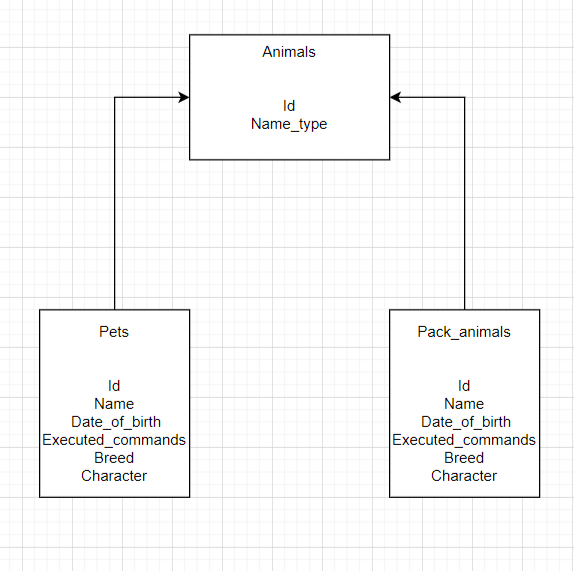 Animals
Id
Name_type
Pets
Id
Name
Date_of_birth
Executed_commands
Breed
Character
Pack_animals
Id
Name
Date_of_birth
Executed_commands
Breed
Character